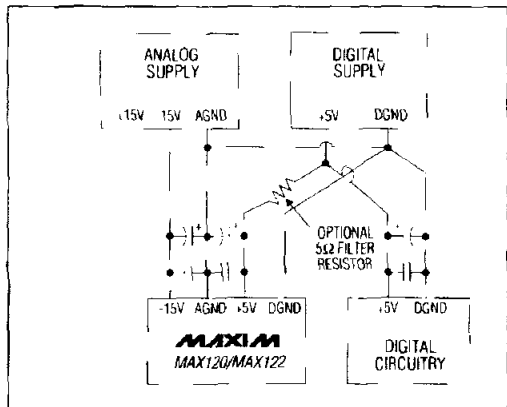 ANALOG
SUPPLY
+15V 15V AGND
DIGITAL
SUPPLY
+5V DGND
OPTIONAL
5Ω FILTER
RESISTOR
-15V AGND +5V DGND
MAXIM
MAX120/MAX122
+5V DGND
DIGITAL
CIRCUITRY